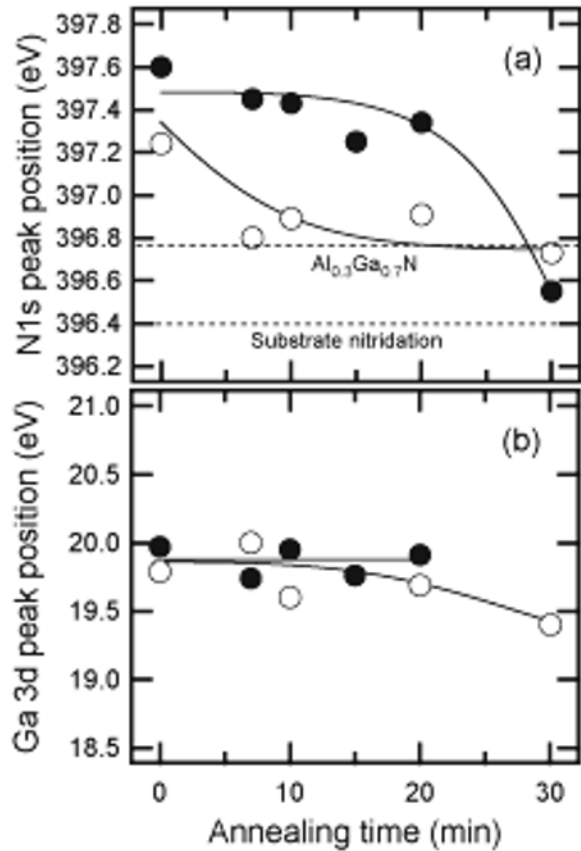 397.8
397.6
397.4
397.2
397.0
396.8
396.6
396.4
396.2
N1s peak position (eV)
(a)
Al0.3Ga0.7N
Substrate nitridation
21.0
20.5
20.0
19.5
19.0
18.5
Ga 3d peak position (eV)
(b)
0 10 20 30
Annealing time (min)